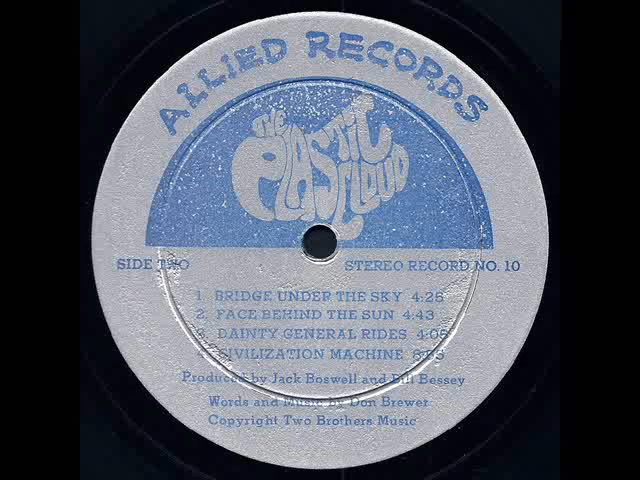 ALLIED RECORDS
THE
PLASTIC
CLOUD
SIDE TWO STEREO RECORD NO. 10
1. BRIDGE UNDER THE SKY 4:25
2. FACE BEHIND THE SUN 4:43
3. DAINTY GENERAL RIDES
4. CIVILIZATION MACHINE
Produced by Jack Boswell and Bill Bessey
Words and Music by Don Brewer
Copyright Two Brothers Music